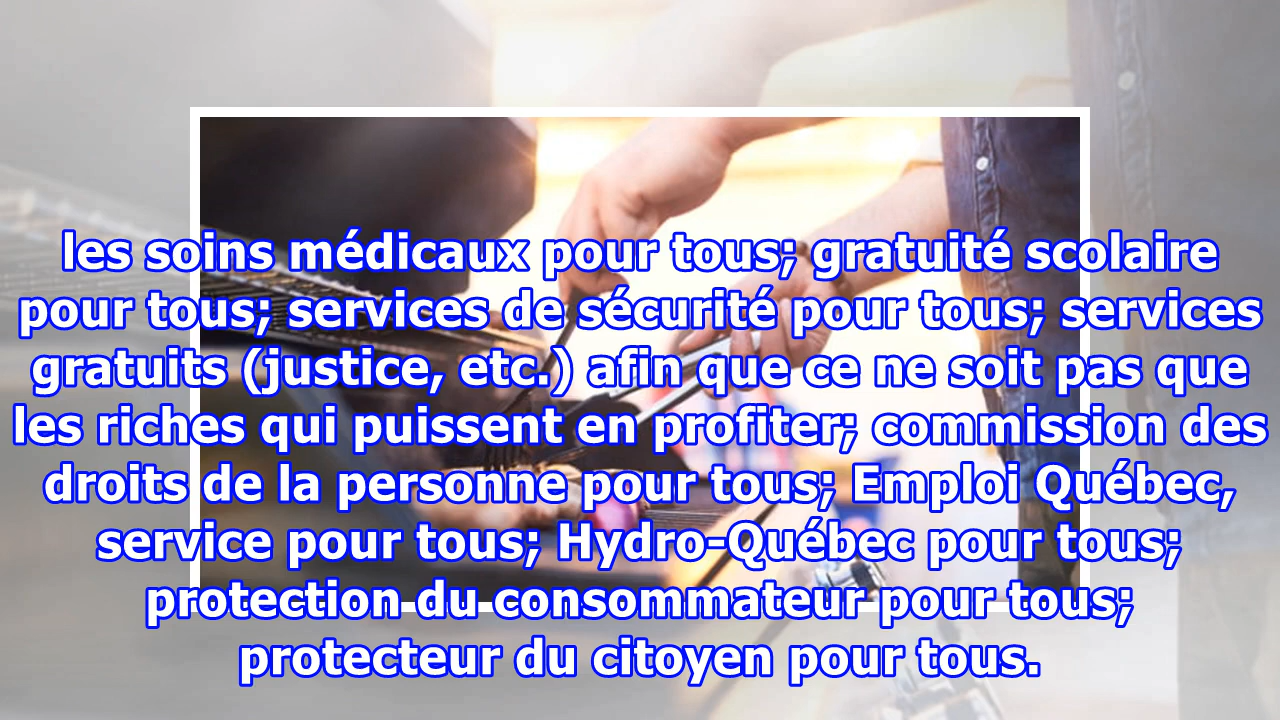 les soins médicaux pour tous; gratuité scolaire
pour tous; services de sécurité pour tous; services
gratuits (justice, etc.) afin que ce ne soit pas que
les riches qui puissent en profiter; commission des
droits de la personne pour tous; Emploi Québec,
service pour tous; Hydro-Québec pour tous;
protection du consommateur pour tous;
protecteur du citoyen pour tous.